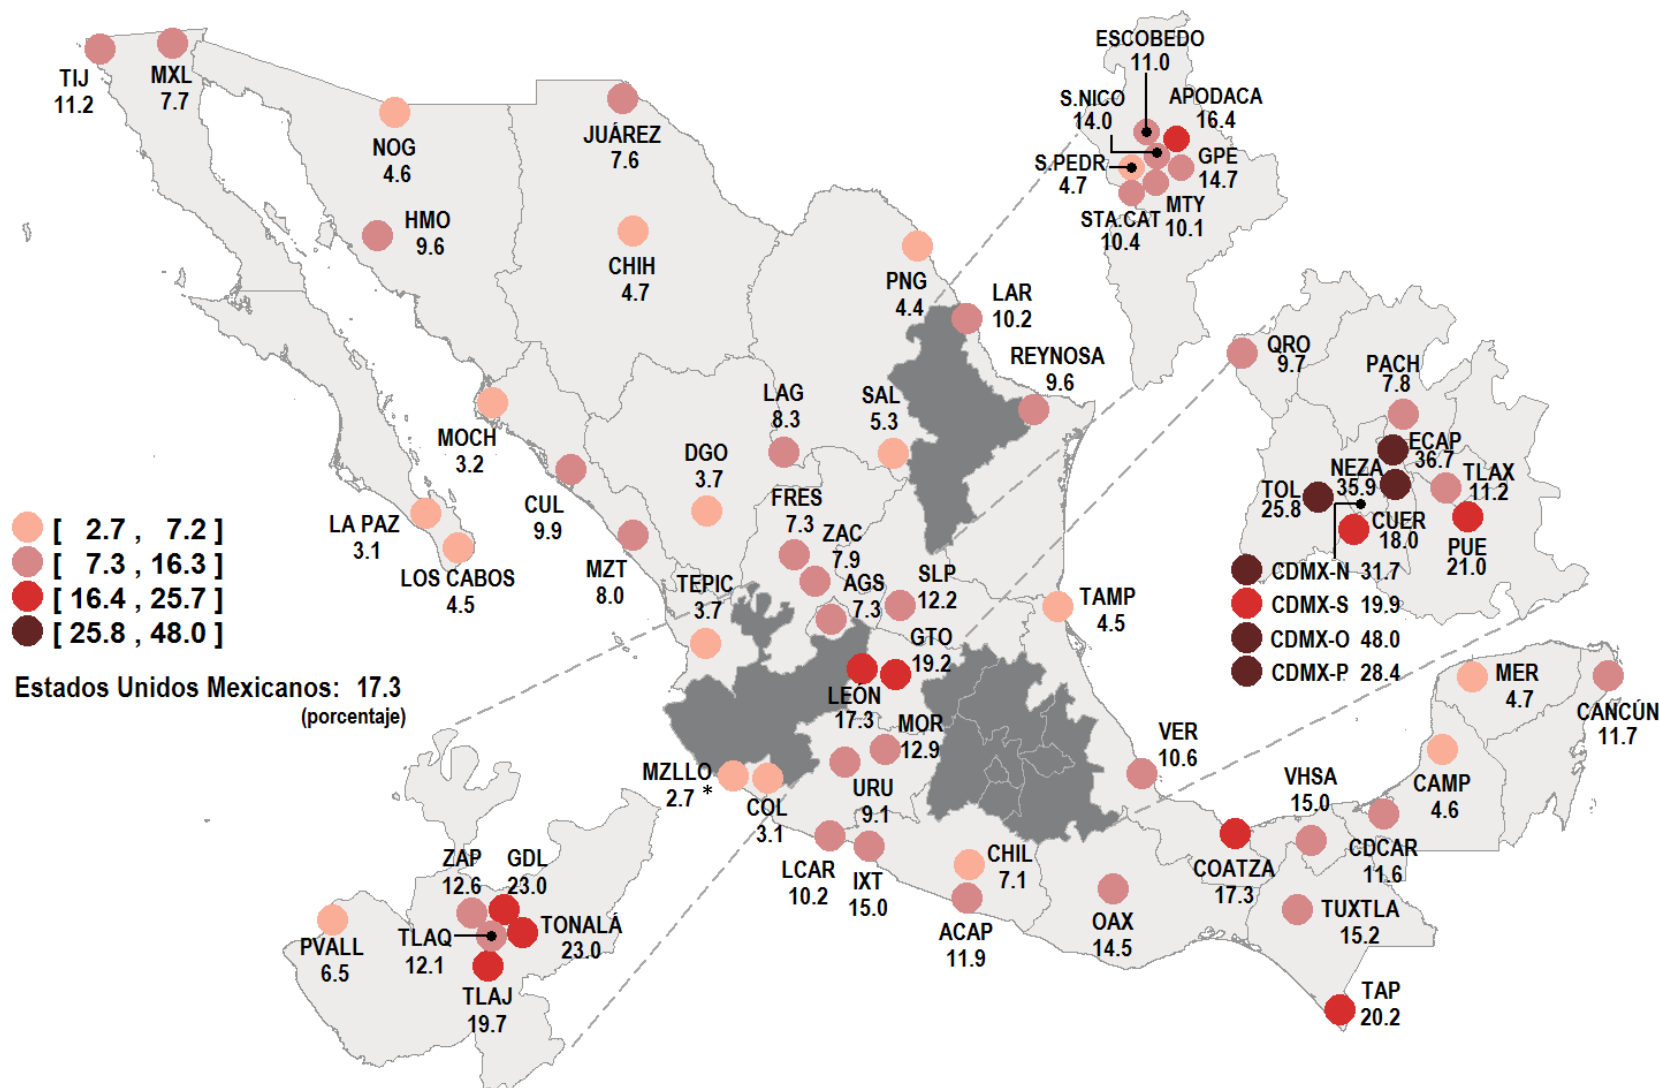 TIJ
11.2
MXL
7.7
NOG
4.6
HMO
9.6
JUÁREZ
7.6
CHIH
4.7
PNG
4.4
LAR
10.2
REYNOSA
9.6
ESCOBEDO
11.0
S.NICO
14.0
APODACA
16.4
S.PEDR
4.7
GPE
14.7
STA.CAT
10.4
MTY
10.1
MOCH
3.2
CUL
9.9
LA PAZ
3.1
LOS CABOS
4.5
MZT
8.0
DGO
3.7
LAG
8.3
SAL
5.3
FRES
7.3
ZAC
7.9
AGS
7.3
SLP
12.2
TEPIC
3.7
GTO
19.2
LEÓN
17.3
TAMP
4.5
QRO
9.7
PACH
7.8
ECAP
36.7
NEZA
35.9
TLAX
11.2
TOL
25.8
CUER
18.0
PUE
21.0
CDMX-N 31.7
CDMX-S 19.9
CDMX-O 48.0
CDMX-P 28.4
[ 2.7 , 7.2 ]
[ 7.3 , 16.3 ]
[ 16.4 , 25.7 ]
[ 25.8 , 48.0 ]
Estados Unidos Mexicanos: 17.3
(porcentaje)
MZLLO
2.7 *
COL
3.1
MOR
12.9
URU
9.1
LCAR
10.2
IXT
15.0
CHIL
7.1
ACAP
11.9
OAX
14.5
VER
10.6
COATZA
17.3
VHSA
15.0
CDCAR
11.6
CAMP
4.6
MER
4.7
CANCÚN
11.7
TUXTLA
15.2
TAP
20.2
ZAP
12.6
GDL
23.0
TONALÁ
23.0
TLAQ
12.1
PVALL
6.5
TLAJ
19.7